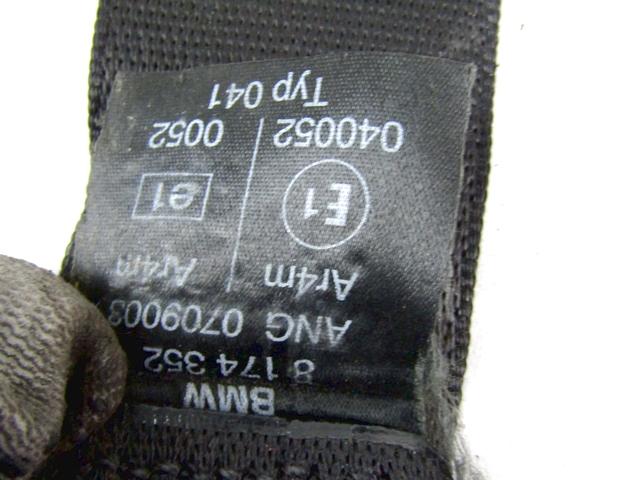 BMW
8 174 352
ANG 0709003
Ar4m Ar4m
E1 e1
040052 0052
Typ 041